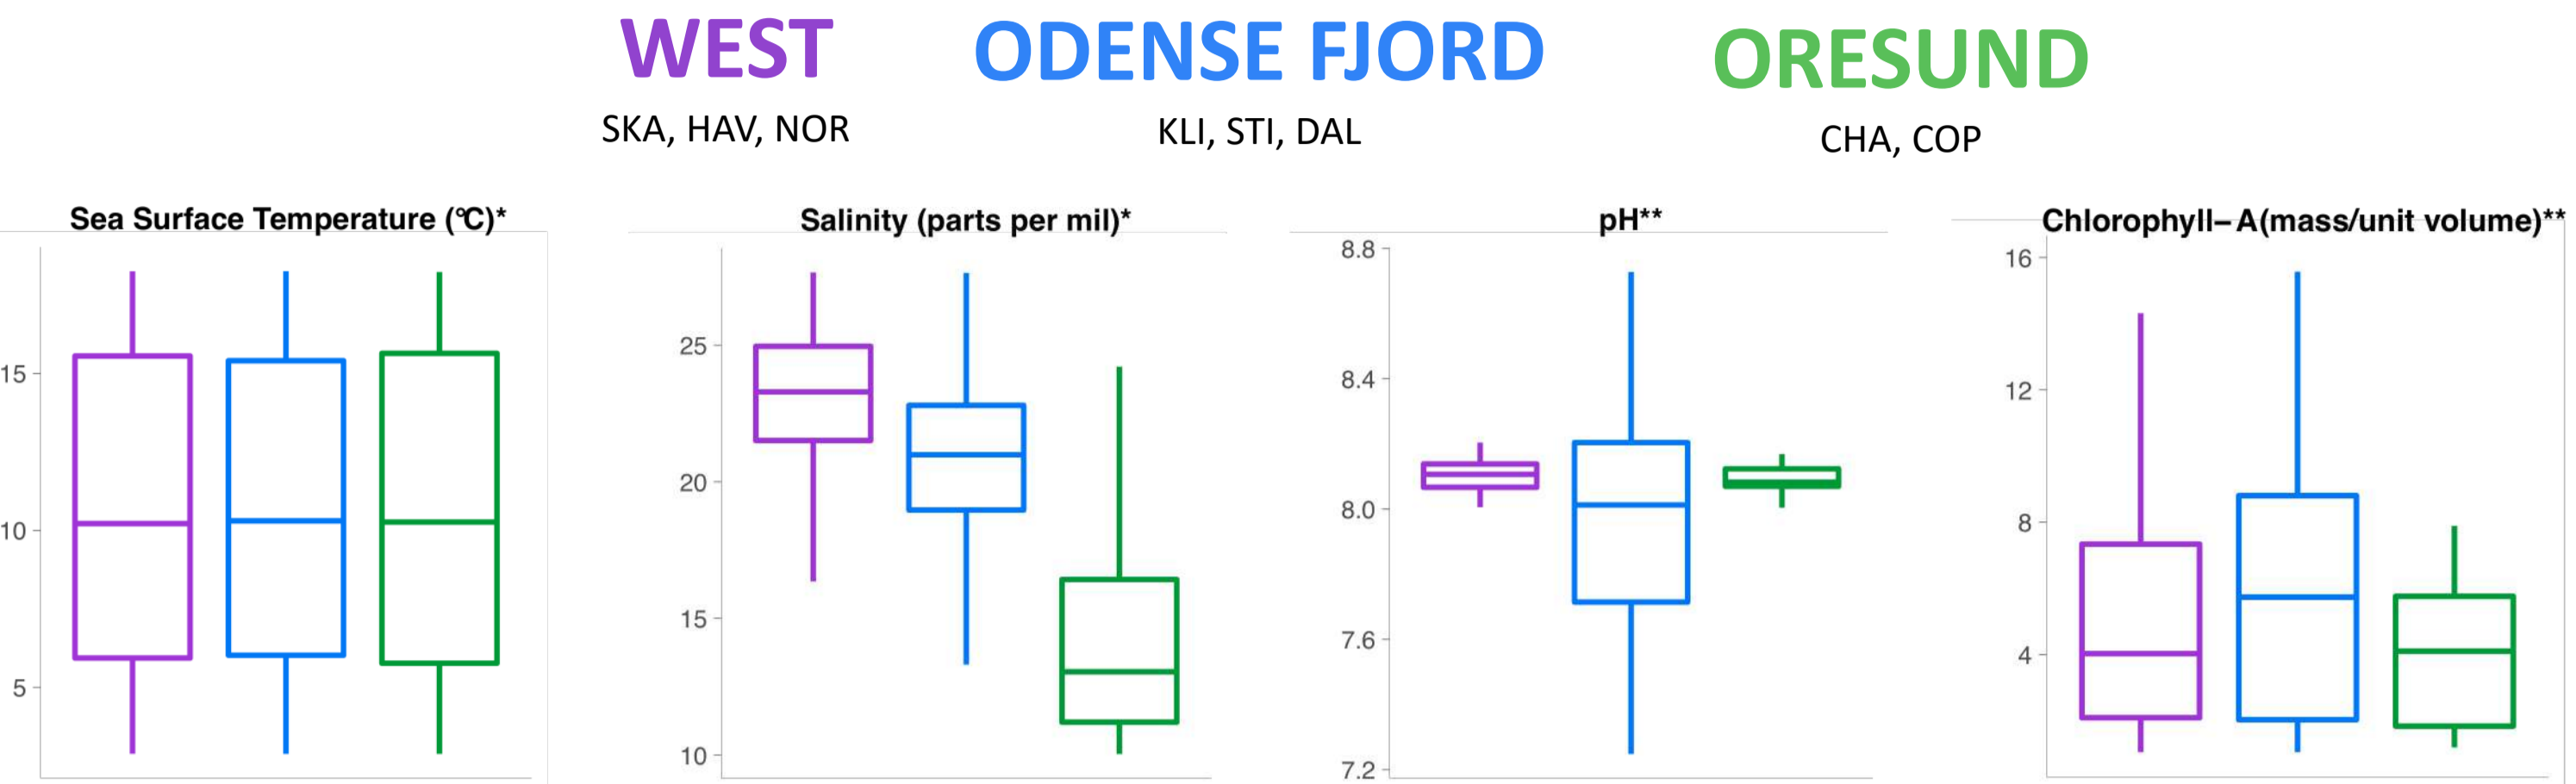 WEST
SKA, HAV, NOR
ODENSE FJORD
KLI, STI, DAL
ORESUND
CHA, COP
Sea Surface Temperature (°C)*
15
10
5
Salinity (parts per mil)*
25
20
15
10
pH**
8.8
8.4
8.0
7.6
7.2
Chlorophyll–A(mass/unit volume)**
16
12
8
4